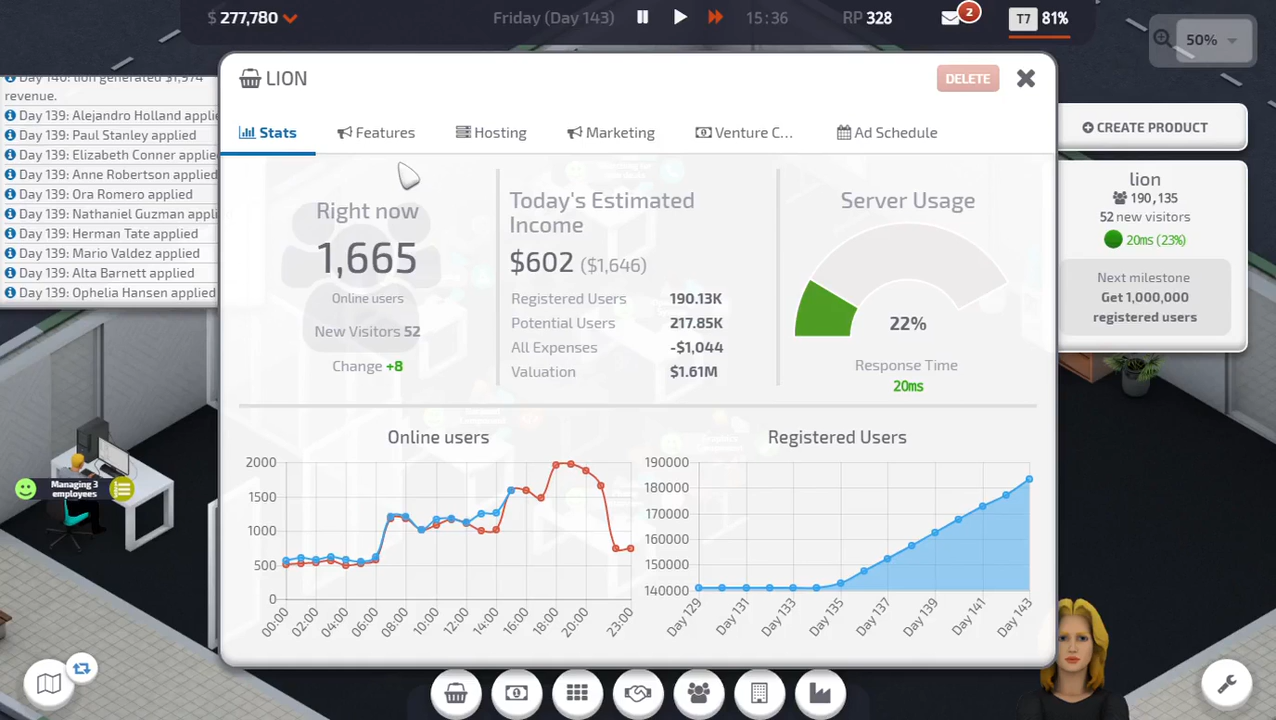 $ 277,780
Friday (Day 143)
15:36
RP 328
2
T7 81%
50%
Day 140: lion generated $1,974
revenue.
Day 139: Alejandro Holland applie
Day 139: Paul Stanley applied
Day 139: Elizabeth Conner applie
Day 139: Anne Robertson applied
Day 139: Ora Romero applied
Day 139: Nathaniel Guzman appli
Day 139: Herman Tate applied
Day 139: Mario Valdez applied
Day 139: Alta Barnett applied
Day 139: Ophelia Hansen applied
LION
DELETE
Stats
Features
Hosting
Marketing
Venture C...
Ad Schedule
Right now
1,665
Online users
New Visitors 52
Change +8
Today's Estimated
Income
$602 ($1,646)
Registered Users 190.13K
Potential Users 217.85K
All Expenses -$1,044
Valuation $1.61M
Server Usage
22%
Response Time
20ms
Online users
2000
1500
1000
500
0
00:00
02:00
04:00
06:00
08:00
10:00
12:00
14:00
16:00
18:00
20:00
23:00
Registered Users
190000
180000
170000
160000
150000
140000
Day 129
Day 131
Day 133
Day 135
Day 137
Day 139
Day 141
Day 143
CREATE PRODUCT
lion
190,135
52 new visitors
20ms (23%)
Next milestone
Get 1,000,000
registered users
Managing 3
employees